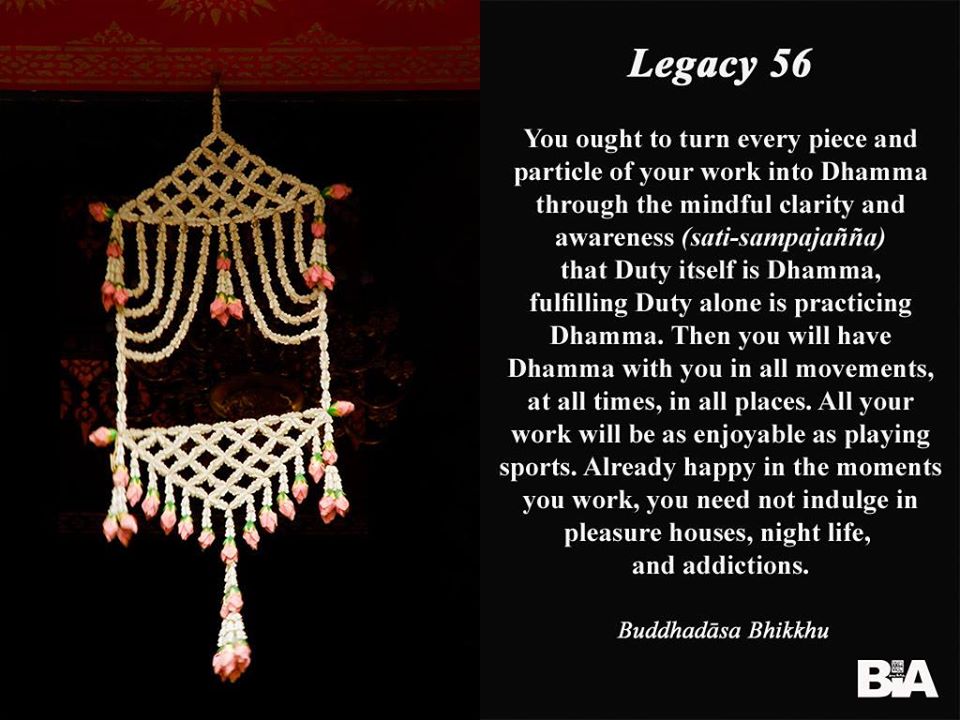 Legacy 56
You ought to turn every piece and
particle of your work into Dhamma
through the mindful clarity and
awareness (sati-sampajañña)
that Duty itself is Dhamma,
fulfilling Duty alone is practicing
Dhamma. Then you will have
Dhamma with you in all movements,
at all times, in all places. All your
work will be as enjoyable as playing
sports. Already happy in the moments
you work, you need not indulge in
pleasure houses, night life,
and addictions.
Buddhadāsa Bhikkhu
BIA